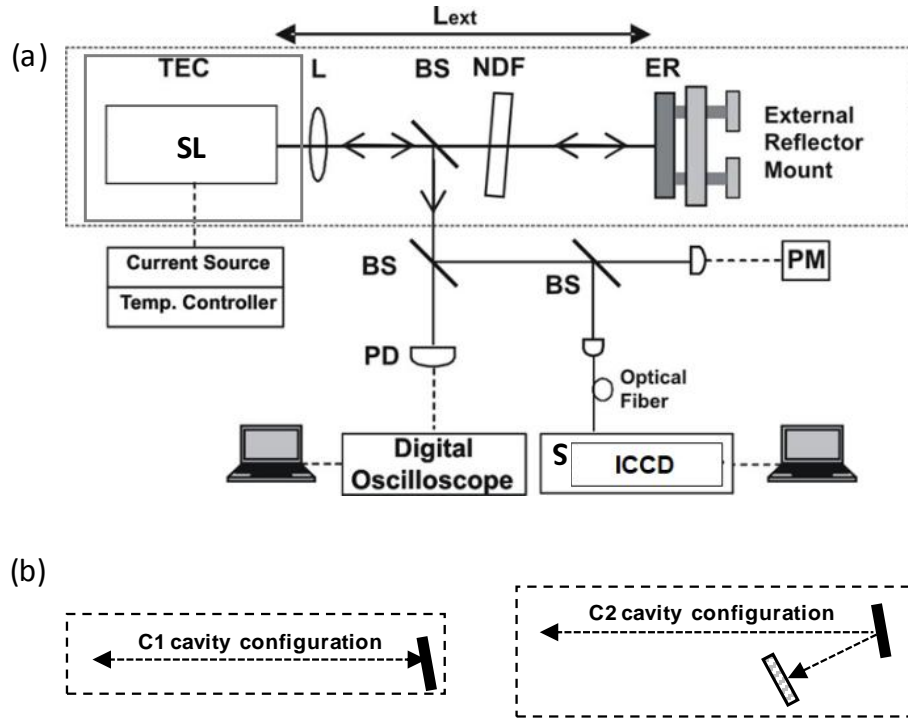 (a)
L_ext
TEC
L
BS
NDF
ER
SL
External
Reflector
Mount
Current Source
Temp. Controller
BS
BS
PM
PD
Optical
Fiber
Digital
Oscilloscope
S
ICCD
(b)
C1 cavity configuration
C2 cavity configuration